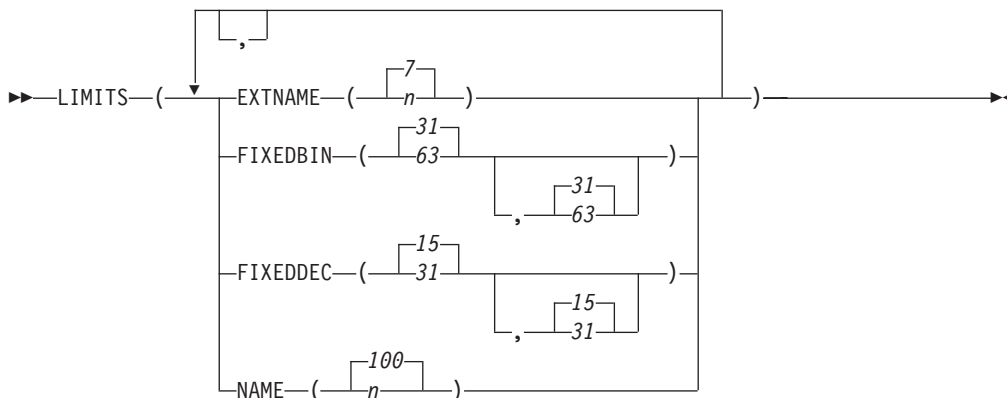 ,
7
LIMITS ( EXTNAME ( n ) )
31
FIXEDBIN ( 63 )
31
, 63
15
FIXEDDEC ( 31 )
15
, 31
100
NAME ( n )